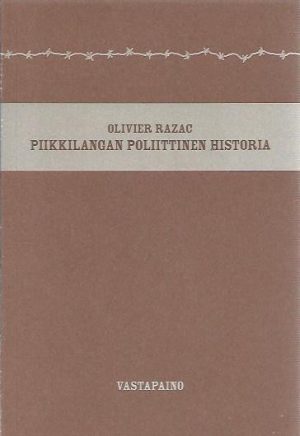 OLIVIER RAZAC
PIIKKILANGAN POLIITTINEN HISTORIA
VASTAPAINO